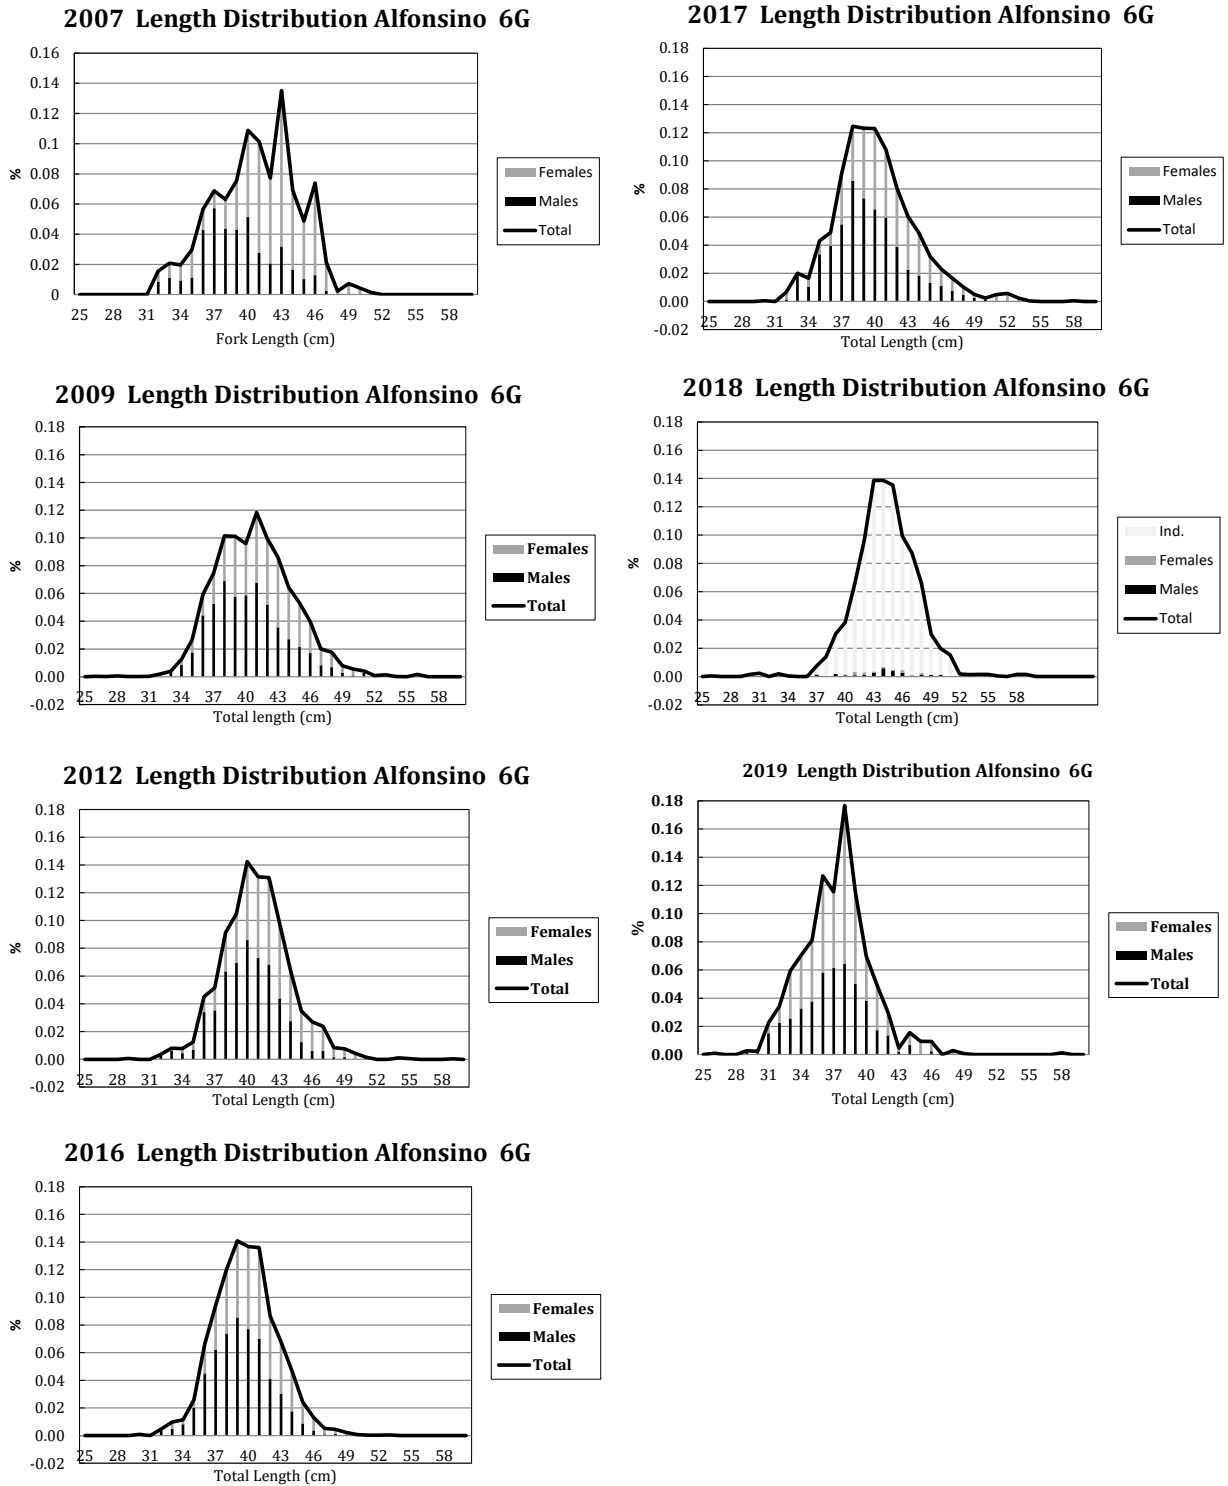 2007 Length Distribution Alfonsino 6G
0.16
0.14
0.12
0.1
0.08
0.06
0.04
0.02
0
%
25 28 31 34 37 40 43 46 49 52 55 58
Fork Length (cm)
Females
Males
Total
2017 Length Distribution Alfonsino 6G
0.18
0.16
0.14
0.12
0.10
0.08
0.06
0.04
0.02
0.00
-0.02
%
25 28 31 34 37 40 43 46 49 52 55 58
Total Length (cm)
Females
Males
Total
2009 Length Distribution Alfonsino 6G
0.18
0.16
0.14
0.12
0.10
0.08
0.06
0.04
0.02
0.00
-0.02
%
25 28 31 34 37 40 43 46 49 52 55 58
Total length (cm)
Females
Males
Total
2018 Length Distribution Alfonsino 6G
0.18
0.16
0.14
0.12
0.10
0.08
0.06
0.04
0.02
0.00
-0.02
%
25 28 31 34 37 40 43 46 49 52 55 58
Total Length (cm)
Ind.
Females
Males
Total
2012 Length Distribution Alfonsino 6G
0.18
0.16
0.14
0.12
0.10
0.08
0.06
0.04
0.02
0.00
-0.02
%
25 28 31 34 37 40 43 46 49 52 55 58
Total Length (cm)
Females
Males
Total
2019 Length Distribution Alfonsino 6G
0.18
0.16
0.14
0.12
0.10
0.08
0.06
0.04
0.02
0.00
%
25 28 31 34 37 40 43 46 49 52 55 58
Total Length (cm)
Females
Males
Total
2016 Length Distribution Alfonsino 6G
0.18
0.16
0.14
0.12
0.10
0.08
0.06
0.04
0.02
0.00
-0.02
%
25 28 31 34 37 40 43 46 49 52 55 58
Total Length (cm)
Females
Males
Total